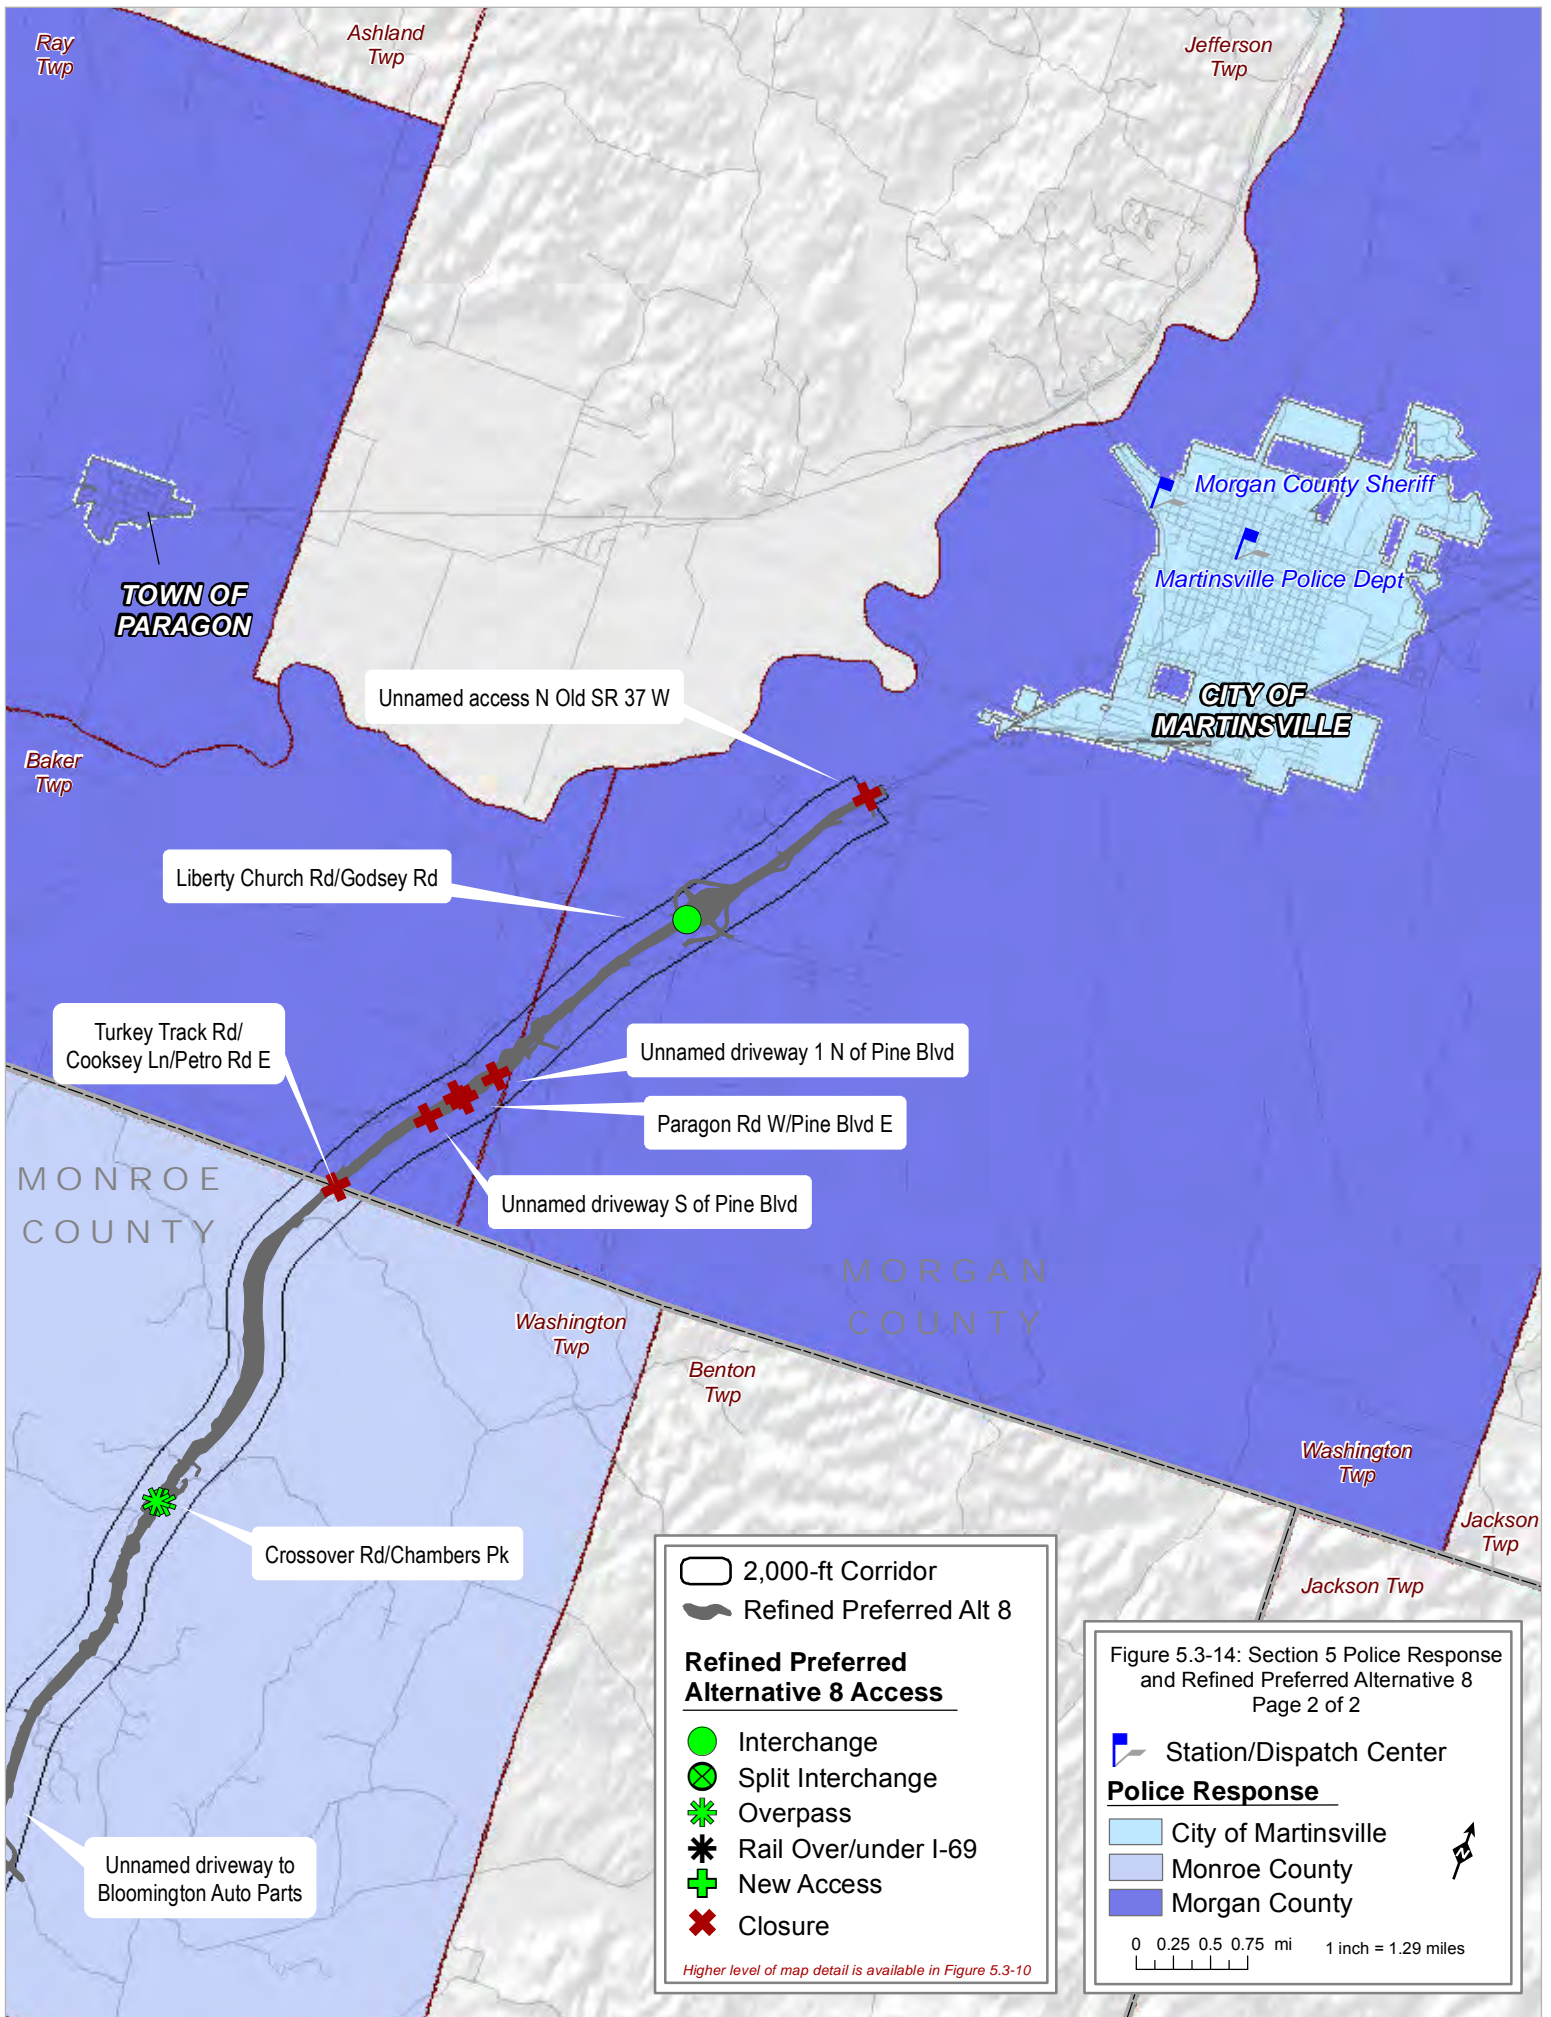 Ray
Twp
Ashland
Twp
Jefferson
Twp
Morgan County Sheriff
Martinsville Police Dept
TOWN OF
PARAGON
CITY OF
MARTINSVILLE
Unnamed access N Old SR 37 W
Baker
Twp
Liberty Church Rd/Godsey Rd
Turkey Track Rd/
Cooksey Ln/Petro Rd E
Unnamed driveway 1 N of Pine Blvd
Paragon Rd W/Pine Blvd E
Unnamed driveway S of Pine Blvd
MONROE
COUNTY
MORGAN
COUNTY
Washington
Twp
Benton
Twp
Washington
Twp
Jackson
Twp
Jackson Twp
Crossover Rd/Chambers Pk
Unnamed driveway to
Bloomington Auto Parts
2,000-ft Corridor
Refined Preferred Alt 8
Refined Preferred
Alternative 8 Access
Interchange
Split Interchange
Overpass
Rail Over/under I-69
New Access
Closure
Higher level of map detail is available in Figure 5.3-10
Figure 5.3-14: Section 5 Police Response
and Refined Preferred Alternative 8
Page 2 of 2
Station/Dispatch Center
Police Response
City of Martinsville
Monroe County
Morgan County
N
0 0.25 0.5 0.75 mi
1 inch = 1.29 miles